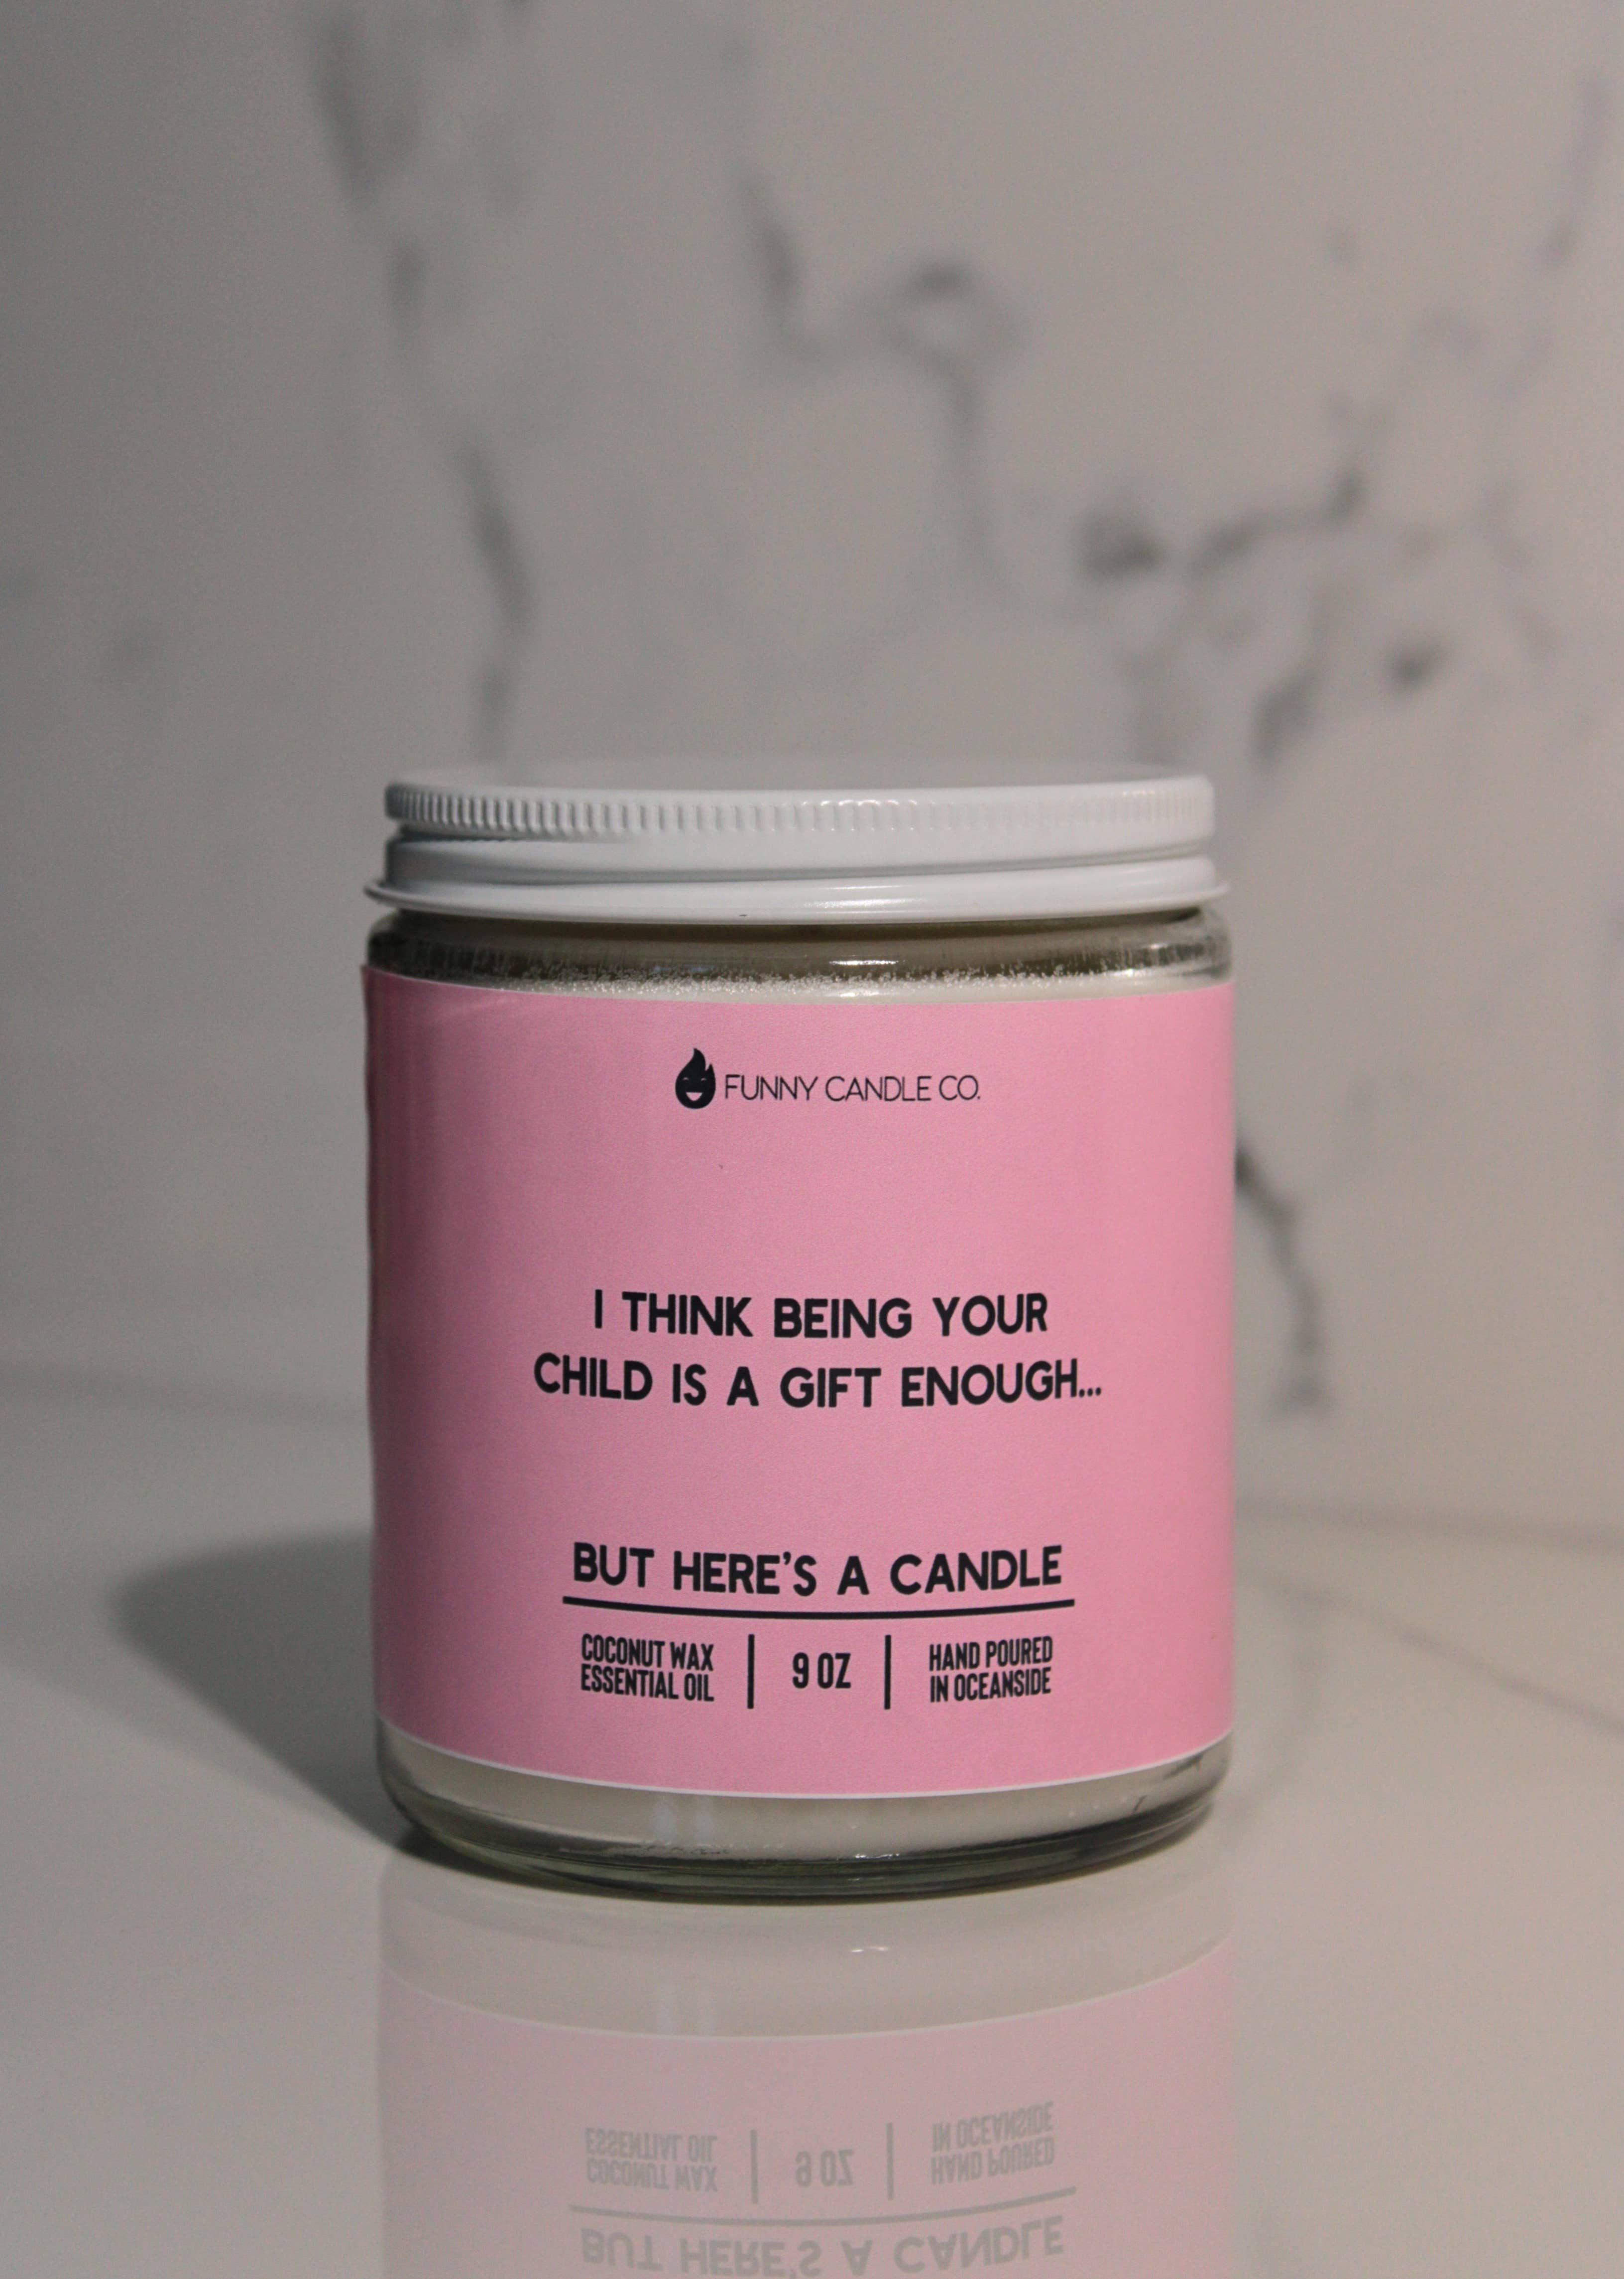 FUNNY CANDLE CO.
I THINK BEING YOUR
CHILD IS A GIFT ENOUGH...
BUT HERE'S A CANDLE
COCONUT WAX
ESSENTIAL OIL
9 OZ
HAND POURED
IN OCEANSIDE